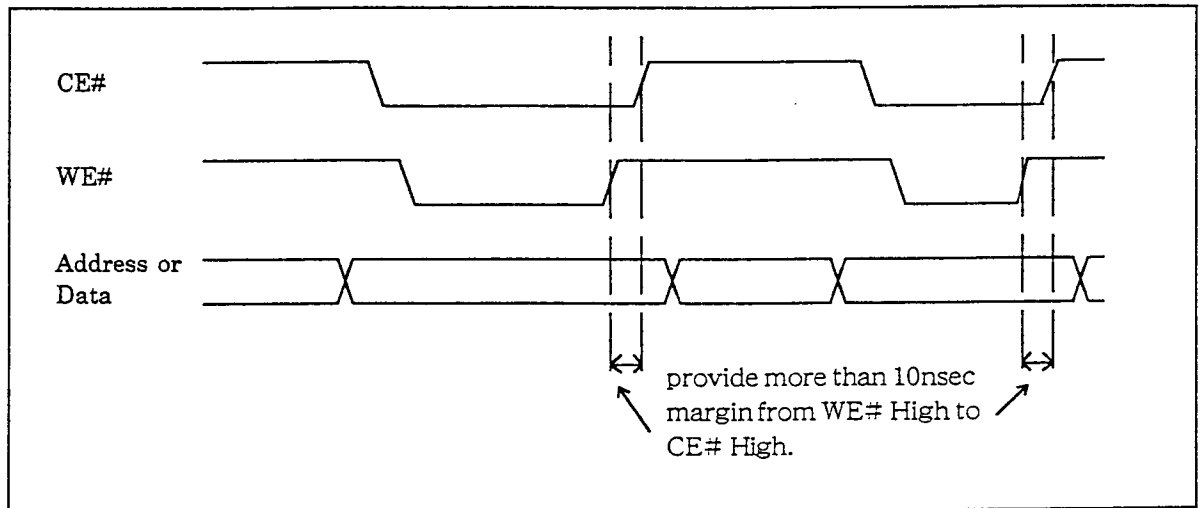 CE#
WE#
Address or
Data
provide more than 10nsec
margin from WE# High to
CE# High.